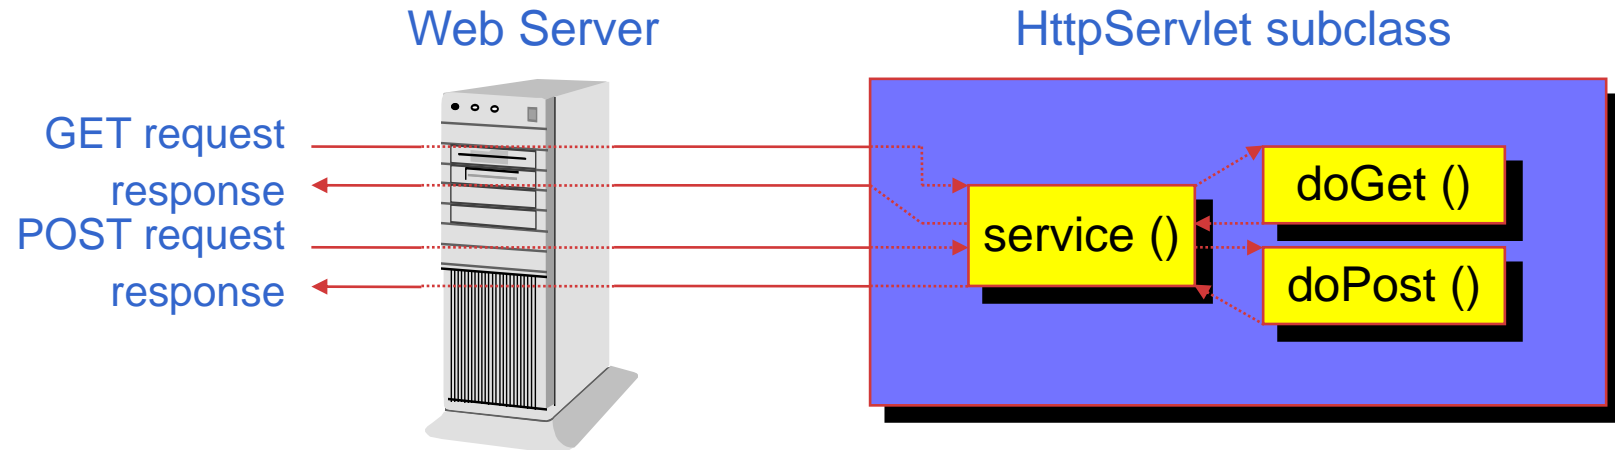 Web Server
HttpServlet subclass
GET request
response
POST request
response
service ()
doGet ()
doPost ()